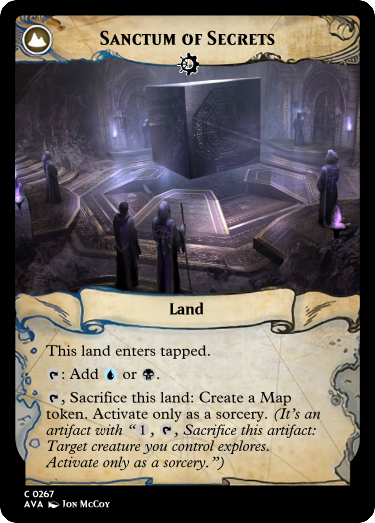 Sanctum of Secrets
Land
This land enters tapped.
: Add or .
, Sacrifice this land: Create a Map
token. Activate only as a sorcery. (It's an
artifact with “1, , Sacrifice this artifact:
Target creature you control explores.
Activate only as a sorcery.”)
C 0267
AVA Jon McCoy